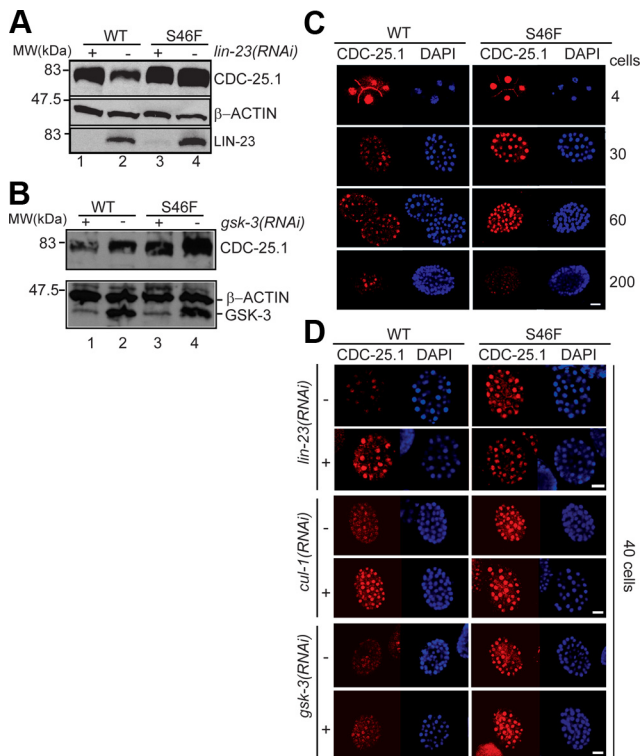 A
WT S46F
MW(kDa) + - + - lin-23(RNAi)
83 CDC-25.1
47.5
β–ACTIN
83 LIN-23
1 2 3 4
B
WT S46F
MW(kDa) + - + - gsk-3(RNAi)
83 CDC-25.1
47.5
β–ACTIN
GSK-3
1 2 3 4
C
WT S46F
CDC-25.1 DAPI CDC-25.1 DAPI cells
4
30
60
200
D
WT S46F
CDC-25.1 DAPI CDC-25.1 DAPI
lin-23(RNAi) - +
cul-1(RNAi) - +
gsk-3(RNAi) - +
40 cells